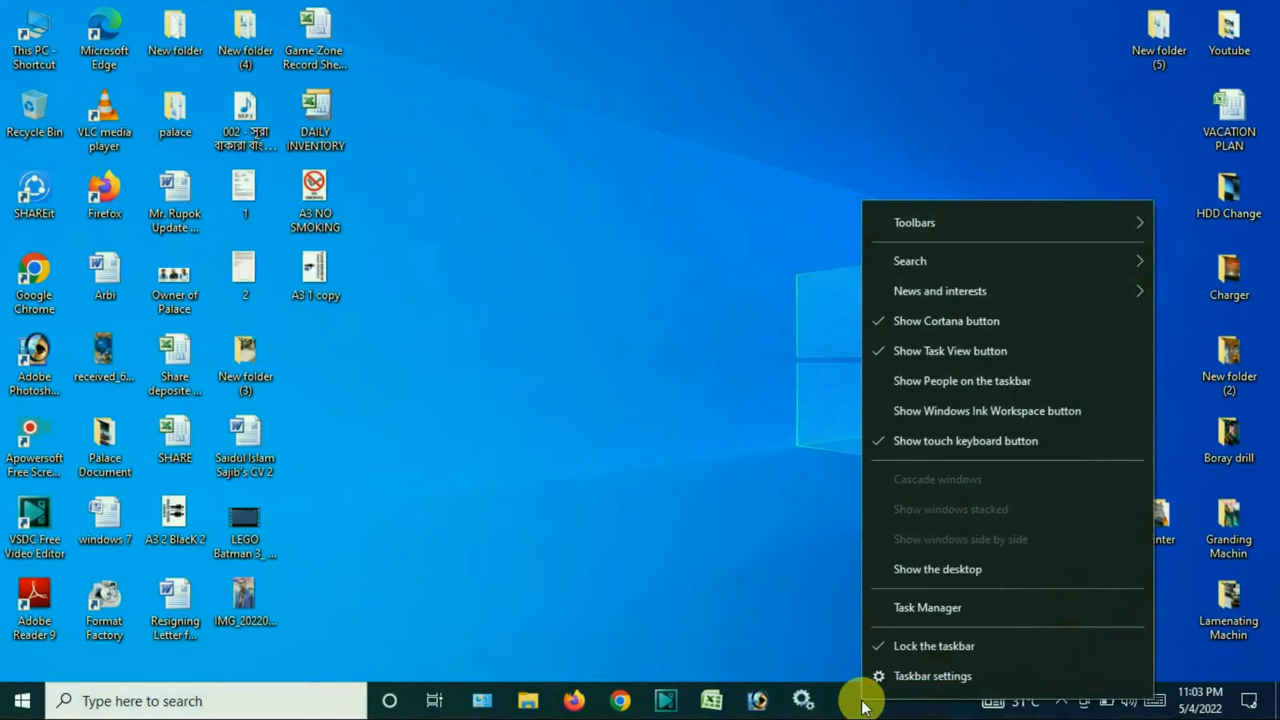 This PC -
Shortcut
Microsoft
Edge
New folder
New folder
(4)
Game Zone
Record She...
New folder
(5)
Youtube
Recycle Bin
VLC media
player
palace
MP3
002 - সূরা
বাকারা বাং...
DAILY
INVENTORY
VACATION
PLAN
SHAREit
Firefox
Mr. Rupok
Update ...
1
A3 NO
SMOKING
HDD Change
Google
Chrome
Arbi
Owner of
Palace
2
A3 1 copy
Charger
Adobe
Photosh...
received_6...
Share
deposite ...
New folder
(3)
New folder
(2)
Apowersoft
Free Scre...
Palace
Document
SHARE
Saidul Islam
Sajib's CV 2
Boray drill
VSDC Free
Video Editor
windows 7
A3 2 BlacK 2
LEGO
Batman 3_ ...
inter
Granding
Machin
Adobe
Reader 9
Format
Factory
Resigning
Letter f...
IMG_20220...
Lamenating
Machin
Toolbars
Search
News and interests
Show Cortana button
Show Task View button
Show People on the taskbar
Show Windows Ink Workspace button
Show touch keyboard button
Cascade windows
Show windows stacked
Show windows side by side
Show the desktop
Task Manager
Lock the taskbar
Taskbar settings
Type here to search
31°C
11:03 PM
5/4/2022